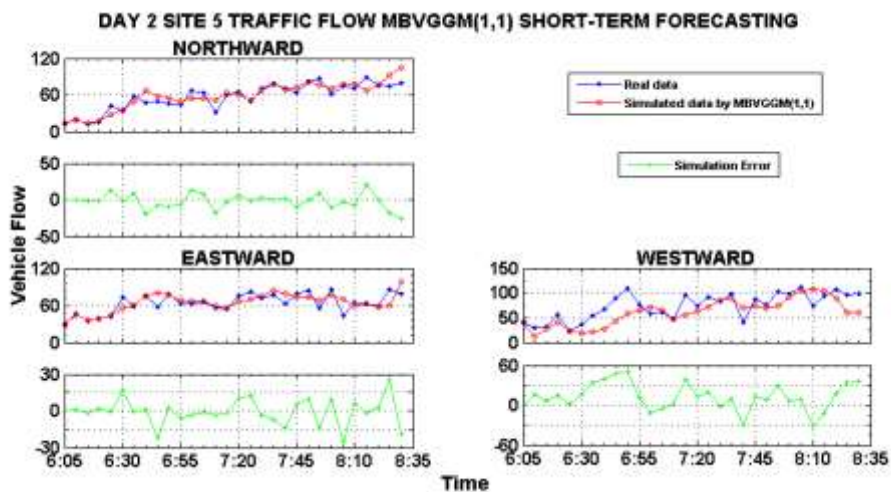 DAY 2 SITE 5 TRAFFIC FLOW MBVGGM(1,1) SHORT-TERM FORECASTING
NORTHWARD
120
60
0
Real data
Simulated data by MBVGGM(1,1)
50
0
-50
Simulation Error
Vehicle Flow
EASTWARD
120
60
0
30
0
-30
6:05 6:30 6:55 7:20 7:45 8:10 8:35
WESTWARD
150
100
50
0
60
0
-60
6:05 6:30 6:55 7:20 7:45 8:10 8:35
Time